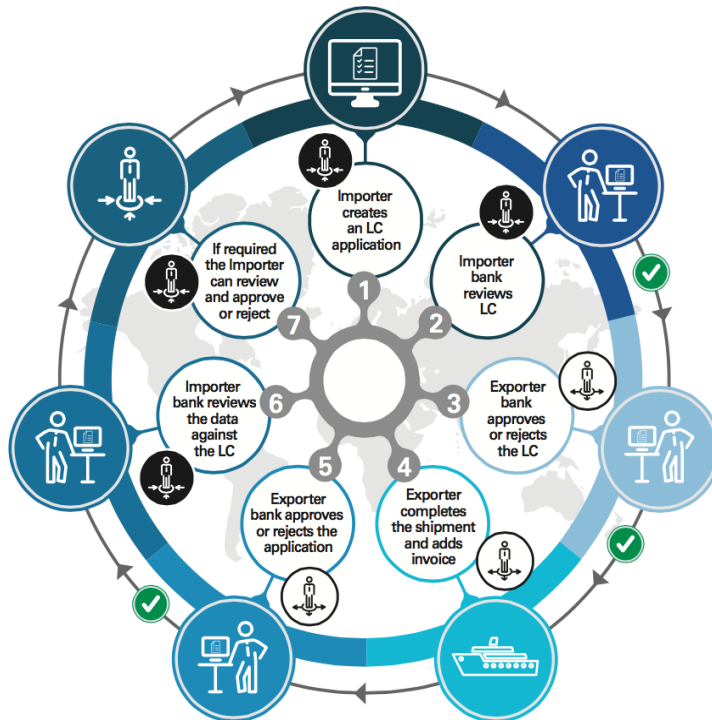 Importer
creates
an LC
application
1
Importer
bank
reviews
LC
2
Exporter
bank
approves
or rejects
the LC
3
Exporter
completes
the shipment
and adds
invoice
4
Exporter
bank approves
or rejects the
application
5
Importer
bank reviews
the data
against
the LC
6
If required
the Importer
can review
and approve
or reject
7